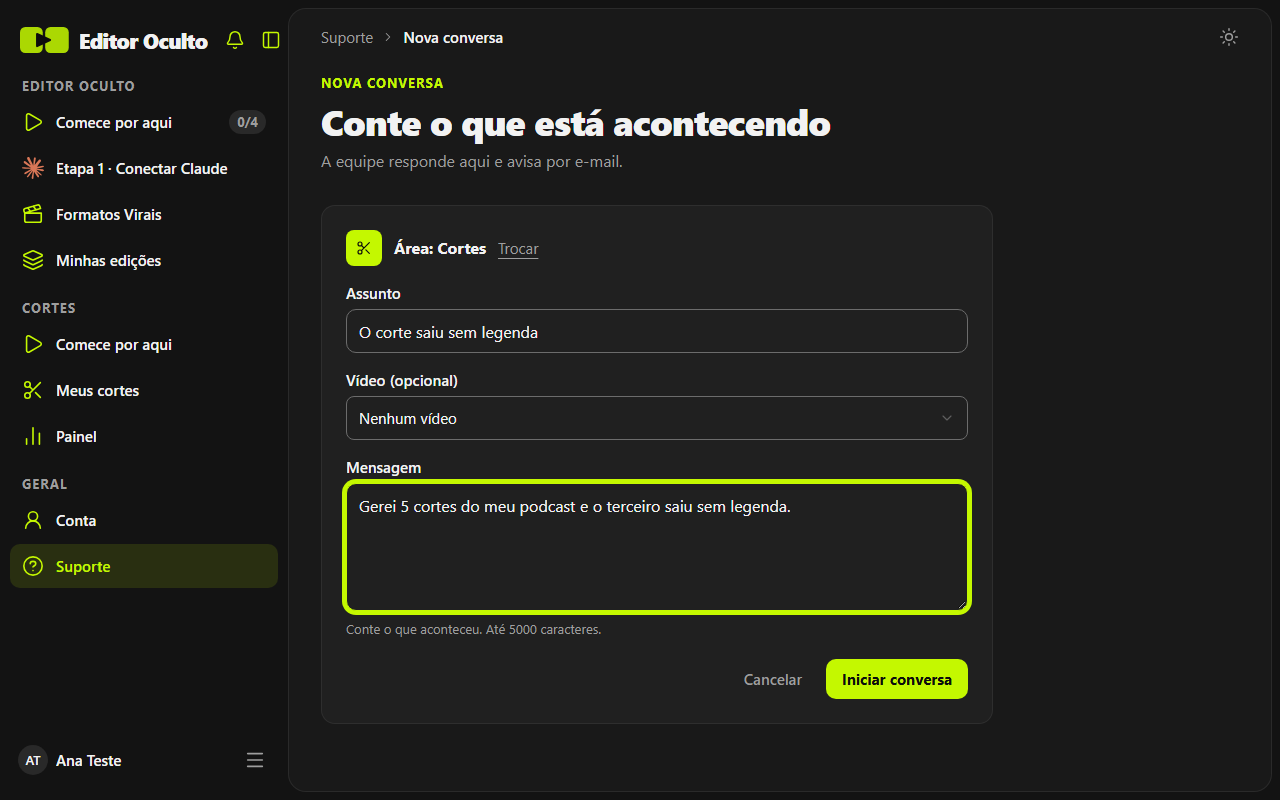 Editor Oculto
EDITOR OCULTO
Comece por aqui
0/4
Etapa 1 · Conectar Claude
Formatos Virais
Minhas edições
CORTES
Comece por aqui
Meus cortes
Painel
GERAL
Conta
Suporte
AT
Ana Teste
Suporte
Nova conversa
NOVA CONVERSA
Conte o que está acontecendo
A equipe responde aqui e avisa por e-mail.
Área: Cortes
Trocar
Assunto
O corte saiu sem legenda
Vídeo (opcional)
Nenhum vídeo
Mensagem
Gerei 5 cortes do meu podcast e o terceiro saiu sem legenda.
Conte o que aconteceu. Até 5000 caracteres.
Cancelar
Iniciar conversa